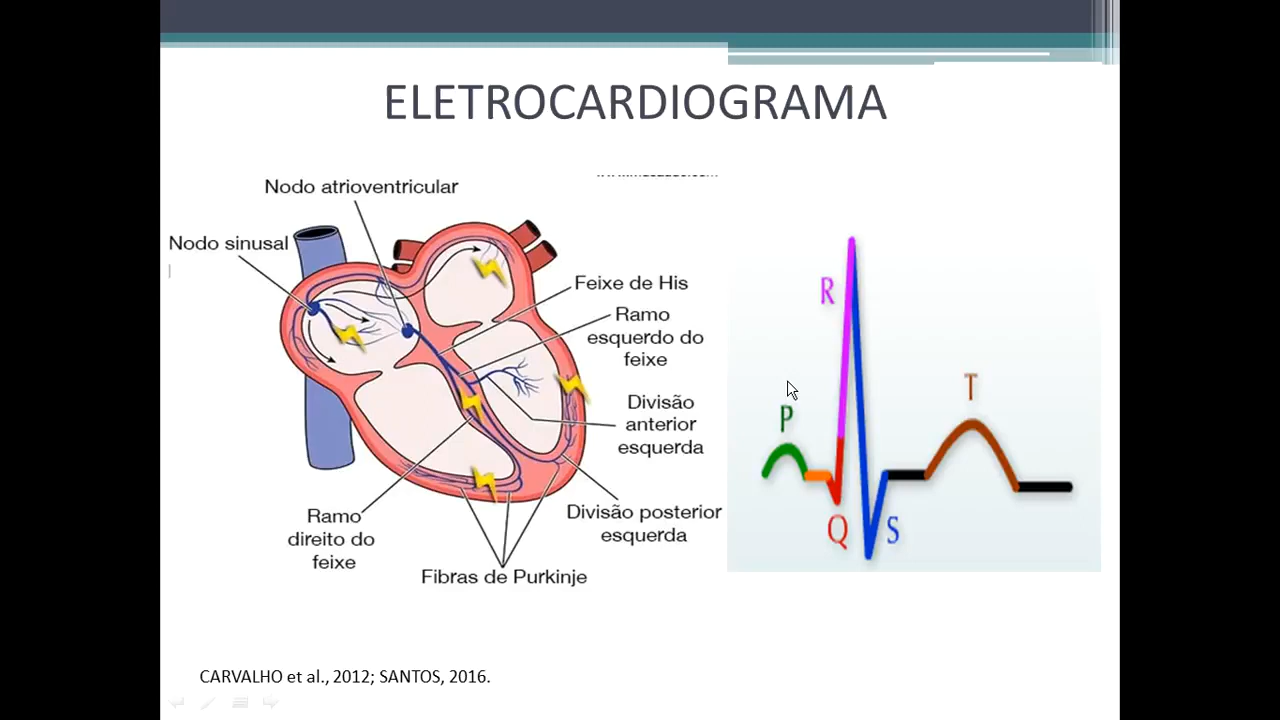 ELETROCARDIOGRAMA
Nodo atrioventricular
Nodo sinusal
Feixe de His
Ramo
esquerdo do
feixe
Divisão
anterior
esquerda
Divisão posterior
esquerda
Ramo
direito do
feixe
Fibras de Purkinje
P
Q
R
S
T
CARVALHO et al., 2012; SANTOS, 2016.